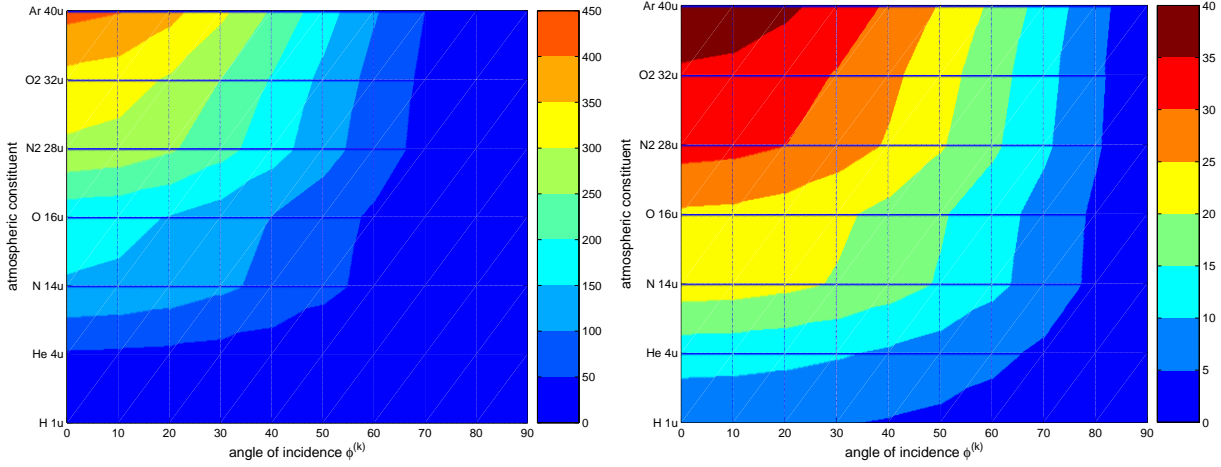 Ar 40u
O2 32u
N2 28u
O 16u
N 14u
He 4u
H 1u
atmospheric constituent
0 10 20 30 40 50 60 70 80 90
angle of incidence ϕ(k)
450
400
350
300
250
200
150
100
50
0
Ar 40u
O2 32u
N2 28u
O 16u
N 14u
He 4u
H 1u
atmospheric constituent
0 10 20 30 40 50 60 70 80 90
angle of incidence ϕ(k)
40
35
30
25
20
15
10
5
0